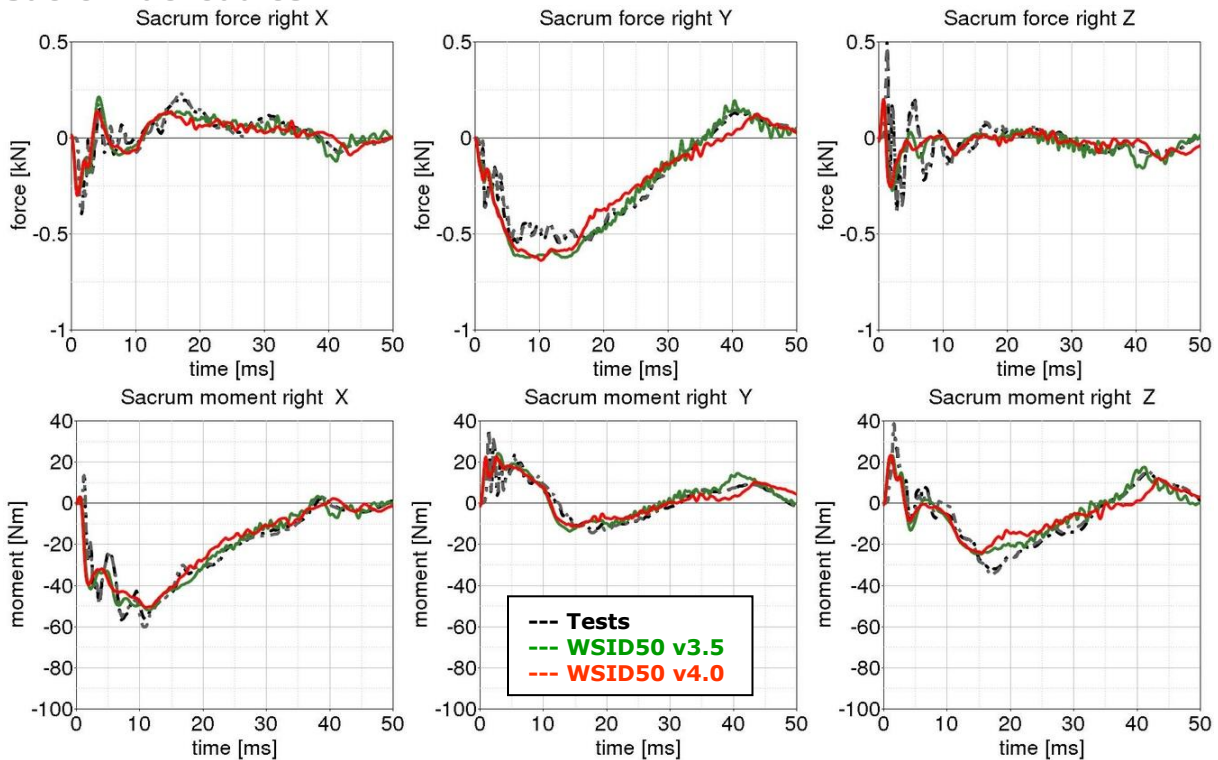 Sacrum force right X
Sacrum force right Y
Sacrum force right Z
0.5
0
-0.5
-1
force [kN]
0 10 20 30 40 50
time [ms]
0.5
0
-0.5
-1
force [kN]
0 10 20 30 40 50
time [ms]
0.5
0
-0.5
-1
force [kN]
0 10 20 30 40 50
time [ms]
Sacrum moment right X
Sacrum moment right Y
Sacrum moment right Z
40
20
0
-20
-40
-60
-80
-100
moment [Nm]
0 10 20 30 40 50
time [ms]
40
20
0
-20
-40
-60
-80
-100
moment [Nm]
0 10 20 30 40 50
time [ms]
40
20
0
-20
-40
-60
-80
-100
moment [Nm]
0 10 20 30 40 50
time [ms]
--- Tests
--- WSID50 v3.5
--- WSID50 v4.0